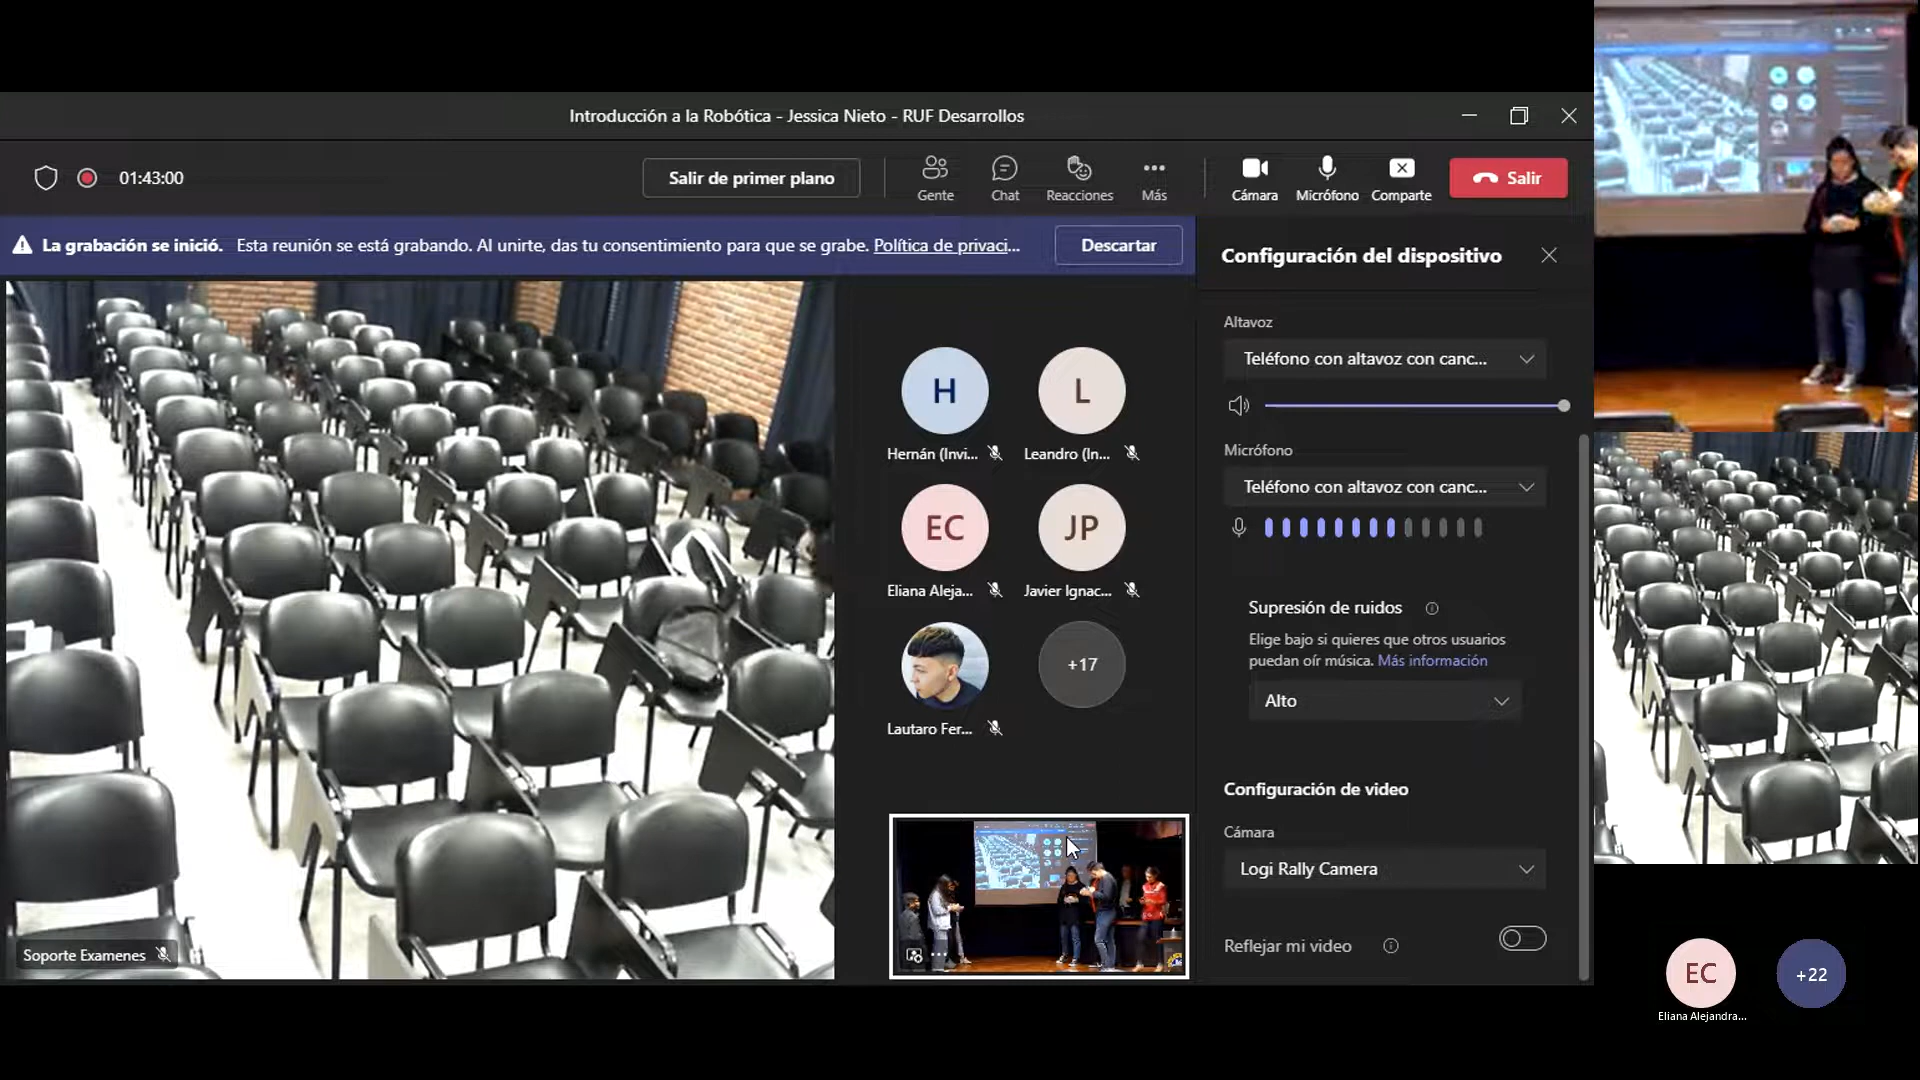 Introducción a la Robótica - Jessica Nieto - RUF Desarrollos
01:43:00
Salir de primer plano
Gente
Chat
Reacciones
Más
Cámara
Micrófono
Comparte
Salir
La grabación se inició. Esta reunión se está grabando. Al unirte, das tu consentimiento para que se grabe. Política de privaci...
Descartar
Configuración del dispositivo
Altavoz
Teléfono con altavoz con canc...
Micrófono
Teléfono con altavoz con canc...
Supresión de ruidos
Elige bajo si quieres que otros usuarios
puedan oír música. Más información
Alto
Configuración de video
Cámara
Logi Rally Camera
Reflejar mi video
H
Hernán (Invi...
L
Leandro (In...
EC
Eliana Aleja...
JP
Javier Ignac...
Lautaro Fer...
+17
Soporte Examenes
EC
Eliana Alejandra...
+22